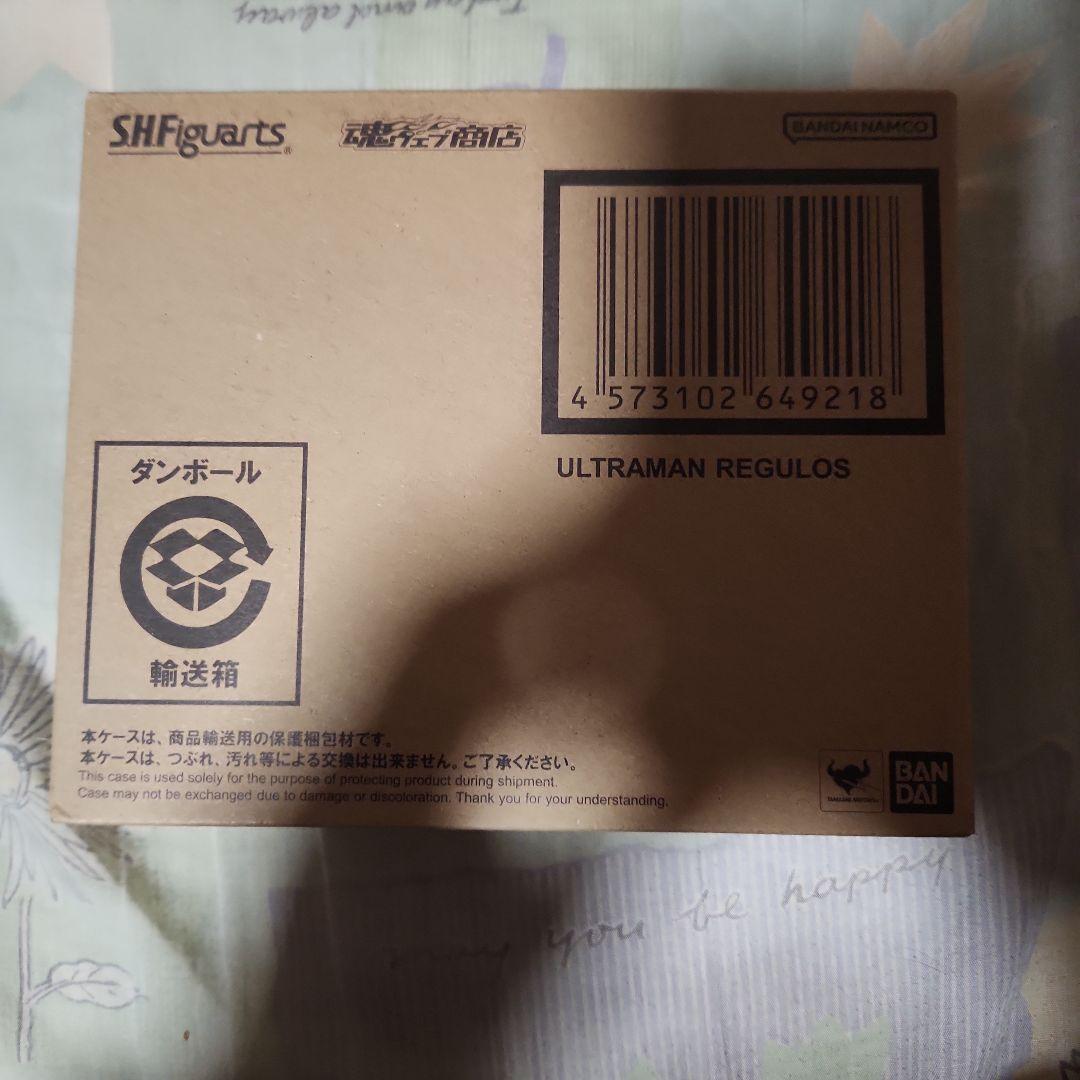 S.H.Figuarts®
魂ウェブ商店
BANDAI NAMCO
4 573102 649218
ULTRAMAN REGULOS
ダンボール
輸送箱
本ケースは、商品輸送用の保護梱包材です。
本ケースは、つぶれ、汚れ等による交換は出来ません。ご了承ください。
This case is used solely for the purpose of protecting product during shipment.
Case may not be exchanged due to damage or discoloration. Thank you for your understanding.
BAN
DAI
you be happy